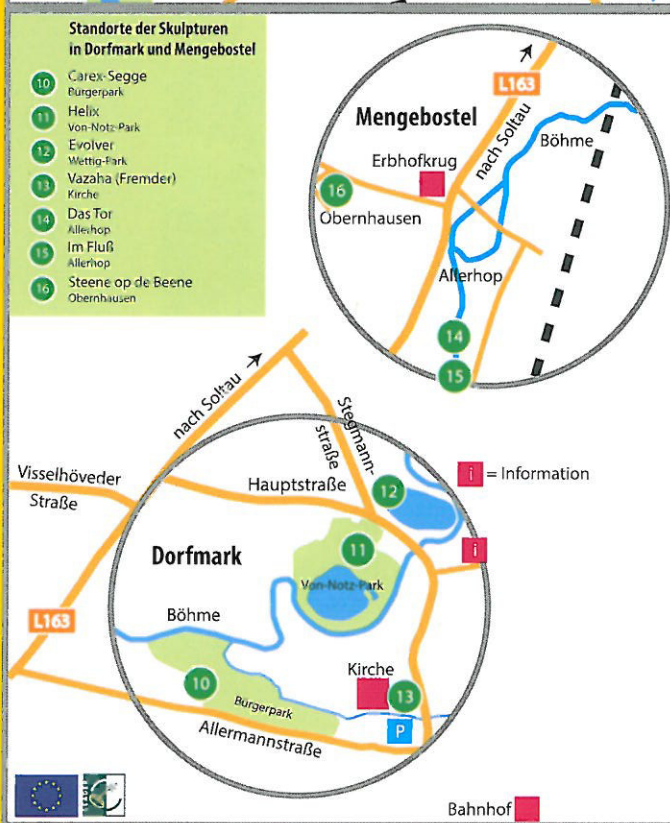 Standorte der Skulpturen
in Dorfmark und Mengebostel
10 Carex-Segge
Bürgerpark
11 Helix
Von-Notz-Park
12 Evolver
Wettig-Park
13 Vazaha (Fremder)
Kirche
14 Das Tor
Allerhop
15 Im Fluß
Allerhop
16 Steene op de Beene
Obernhausen
L163
Mengebostel
nach Soltau
Böhme
Erbhofkrug
16
Obernhausen
Allerhop
14
15
nach Soltau
Stegmann-
straße
Visselhöveder
Straße
Hauptstraße
12
i = Information
Dorfmark
11
i
Von-Notz-Park
L163
Böhme
Kirche
10
13
Bürgerpark
P
Allermannstraße
Bahnhof